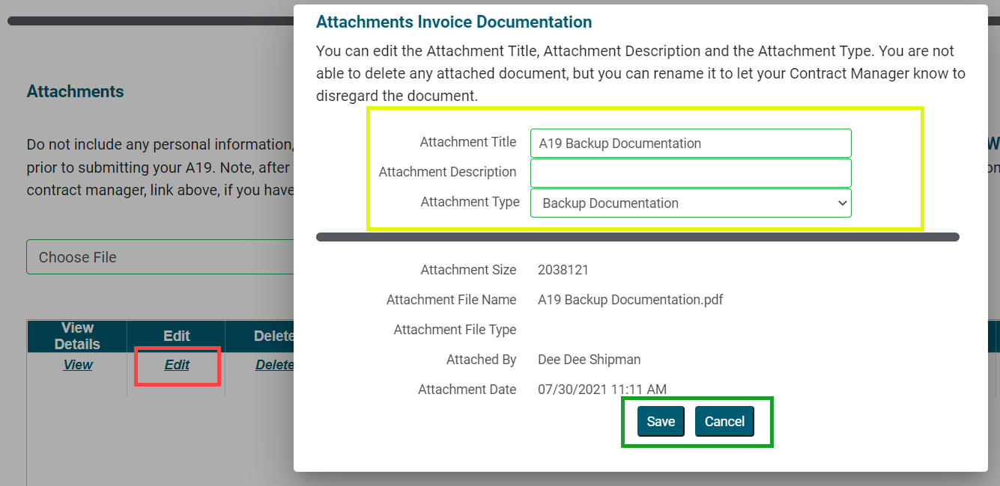 Attachments Invoice Documentation
You can edit the Attachment Title, Attachment Description and the Attachment Type. You are not
able to delete any attached document, but you can rename it to let your Contract Manager know to
disregard the document.
Attachment Title A19 Backup Documentation
Attachment Description
Attachment Type Backup Documentation
Attachment Size 2038121
Attachment File Name A19 Backup Documentation.pdf
Attachment File Type
Attached By Dee Dee Shipman
Attachment Date 07/30/2021 11:11 AM
Save Cancel
Attachments
Do not include any personal information,
prior to submitting your A19. Note, after
contract manager, link above, if you have
Choose File
View
Details Edit Delete
View Edit Delete